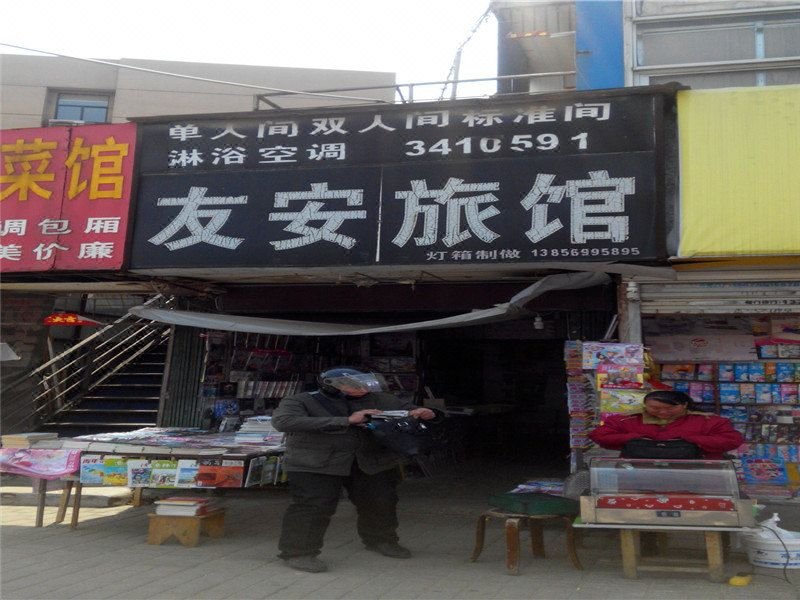 单人间双人间标准间
淋浴空调 3410591
友安旅馆
灯箱制做 13856995895
菜馆
调包厢
美价廉